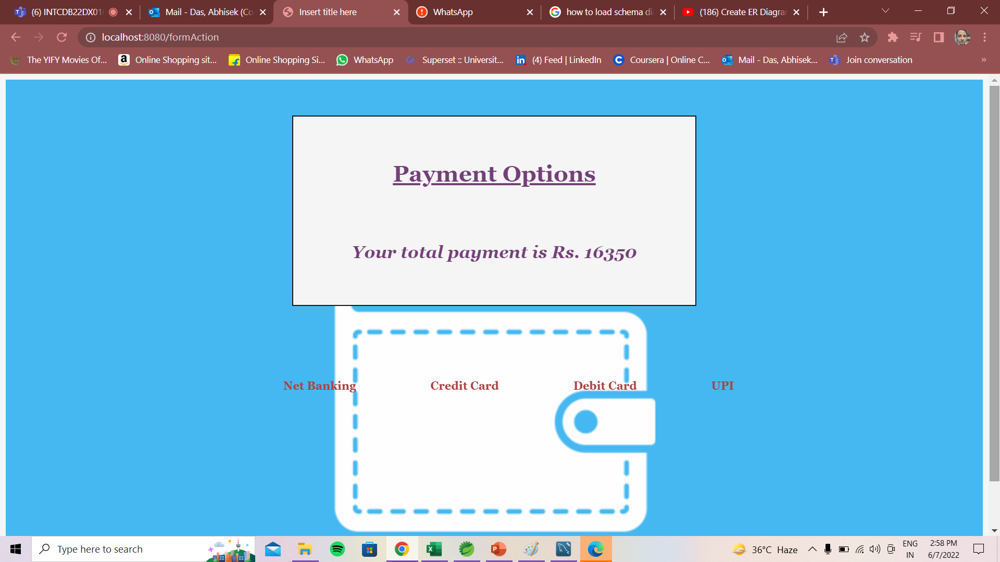 (6) INTCDB22DX01
Mail - Das, Abhisek (Co
Insert title here
WhatsApp
how to load schema di
(186) Create ER Diagra
localhost:8080/formAction
The YIFY Movies Of...
Online Shopping sit...
Online Shopping Si...
WhatsApp
Superset :: Universit...
(4) Feed | LinkedIn
Coursera | Online C...
Mail - Das, Abhisek...
Join conversation
Payment Options
Your total payment is Rs. 16350
Net Banking
Credit Card
Debit Card
UPI
Type here to search
36°C Haze
ENG
IN
2:58 PM
6/7/2022